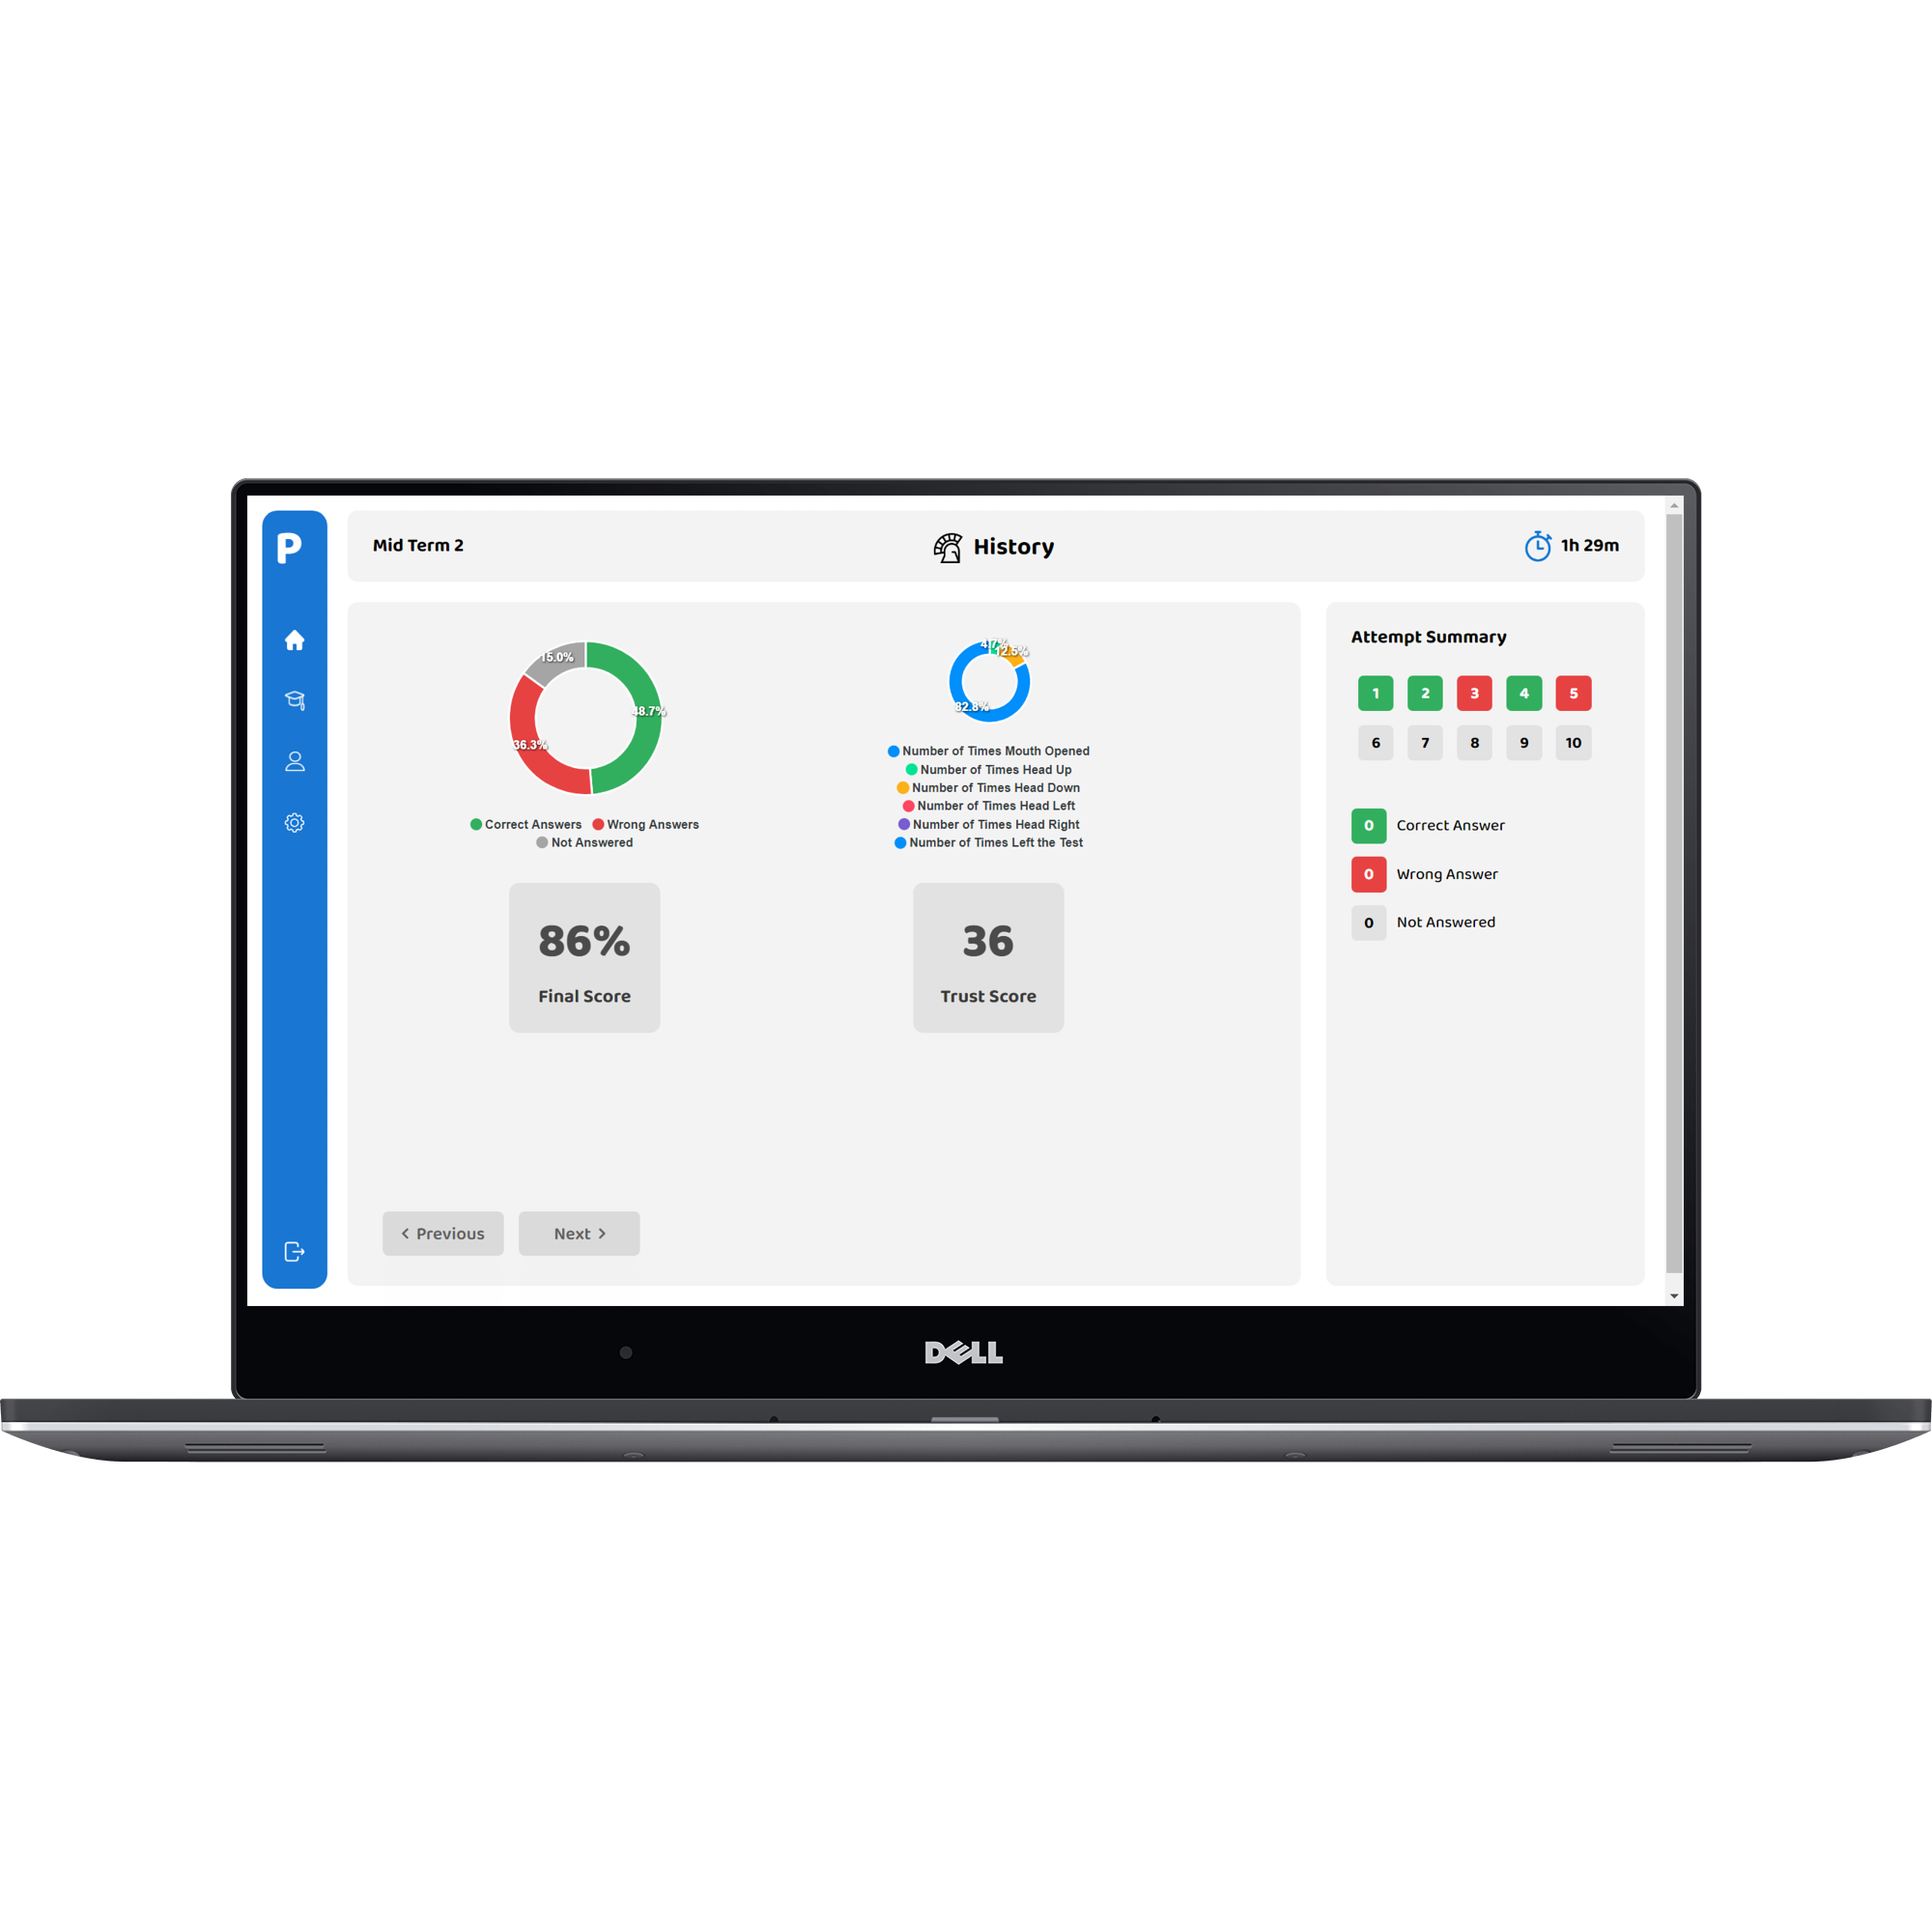 P
Mid Term 2
History
1h 29m
15.0%
48.7%
36.3%
Correct Answers
Wrong Answers
Not Answered
4.7%
12.5%
82.8%
Number of Times Mouth Opened
Number of Times Head Up
Number of Times Head Down
Number of Times Head Left
Number of Times Head Right
Number of Times Left the Test
86%
Final Score
36
Trust Score
Previous
Next
Attempt Summary
1 2 3 4 5
6 7 8 9 10
0 Correct Answer
0 Wrong Answer
0 Not Answered
DELL